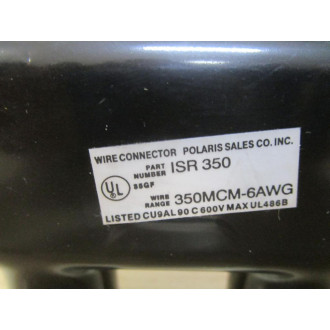 WIRE CONNECTOR POLARIS SALES CO. INC.
PART NUMBER ISR 350
UL 88GF
WIRE RANGE 350MCM-6AWG
LISTED CU9AL 90 C 600V MAX UL486B